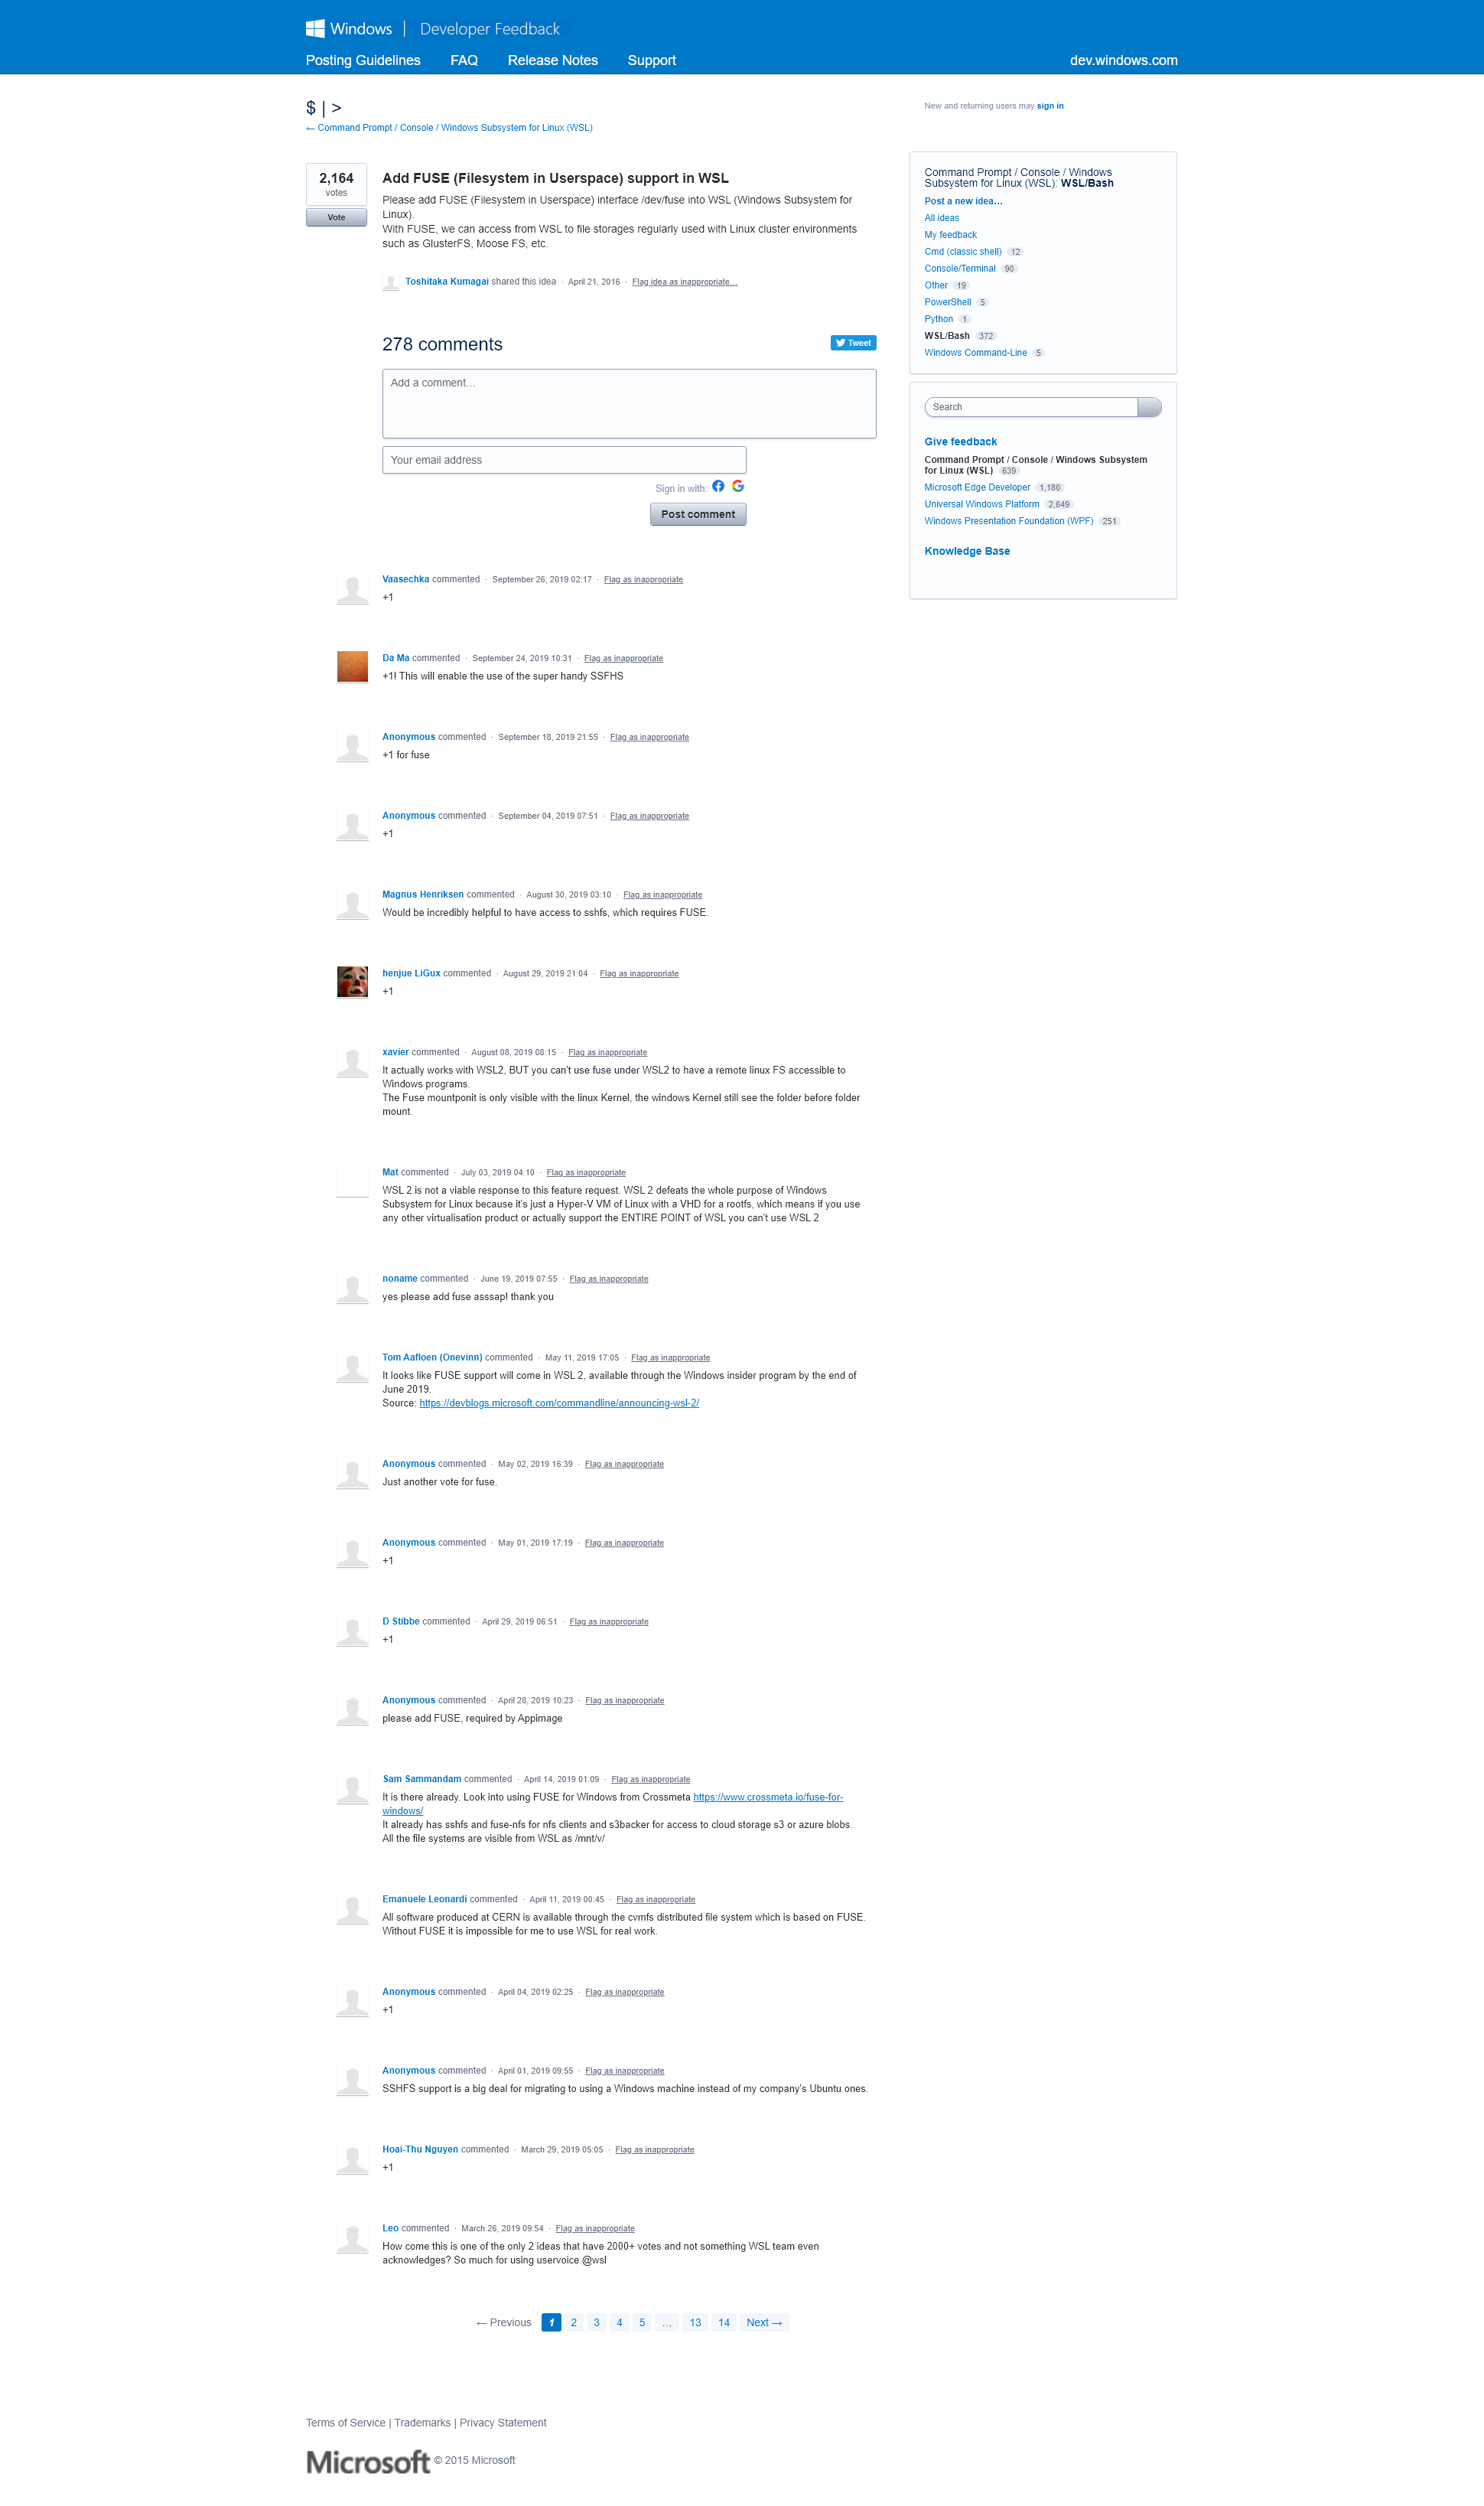 Windows | Developer Feedback
Posting Guidelines FAQ Release Notes Support dev.windows.com
$ | >
← Command Prompt / Console / Windows Subsystem for Linux (WSL)
New and returning users may sign in
2,164
votes
Vote
Add FUSE (Filesystem in Userspace) support in WSL
Please add FUSE (Filesystem in Userspace) interface /dev/fuse into WSL (Windows Subsystem for
Linux).
With FUSE, we can access from WSL to file storages regularly used with Linux cluster environments
such as GlusterFS, Moose FS, etc.
Toshitaka Kumagai shared this idea · April 21, 2016 · Flag idea as inappropriate…
278 comments
Tweet
Add a comment…
Your email address
Sign in with:
Post comment
Vaasechka commented · September 26, 2019 02:17 · Flag as inappropriate
+1
Da Ma commented · September 24, 2019 10:31 · Flag as inappropriate
+1! This will enable the use of the super handy SSFHS
Anonymous commented · September 18, 2019 21:55 · Flag as inappropriate
+1 for fuse
Anonymous commented · September 04, 2019 07:51 · Flag as inappropriate
+1
Magnus Henriksen commented · August 30, 2019 03:10 · Flag as inappropriate
Would be incredibly helpful to have access to sshfs, which requires FUSE.
henjue LiGux commented · August 29, 2019 21:04 · Flag as inappropriate
+1
xavier commented · August 08, 2019 08:15 · Flag as inappropriate
It actually works with WSL2, BUT you can't use fuse under WSL2 to have a remote linux FS accessible to
Windows programs.
The Fuse mountponit is only visible with the linux Kernel, the windows Kernel still see the folder before folder
mount.
Mat commented · July 03, 2019 04:10 · Flag as inappropriate
WSL 2 is not a viable response to this feature request. WSL 2 defeats the whole purpose of Windows
Subsystem for Linux because it's just a Hyper-V VM of Linux with a VHD for a rootfs, which means if you use
any other virtualisation product or actually support the ENTIRE POINT of WSL you can't use WSL 2
noname commented · June 19, 2019 07:55 · Flag as inappropriate
yes please add fuse asssap! thank you
Tom Aafloen (Onevinn) commented · May 11, 2019 17:05 · Flag as inappropriate
It looks like FUSE support will come in WSL 2, available through the Windows insider program by the end of
June 2019.
Source: https://devblogs.microsoft.com/commandline/announcing-wsl-2/
Anonymous commented · May 02, 2019 16:39 · Flag as inappropriate
Just another vote for fuse.
Anonymous commented · May 01, 2019 17:19 · Flag as inappropriate
+1
D Stibbe commented · April 29, 2019 06:51 · Flag as inappropriate
+1
Anonymous commented · April 28, 2019 10:23 · Flag as inappropriate
please add FUSE, required by Appimage
Sam Sammandam commented · April 14, 2019 01:09 · Flag as inappropriate
It is there already. Look into using FUSE for Windows from Crossmeta https://www.crossmeta.io/fuse-for-
windows/
It already has sshfs and fuse-nfs for nfs clients and s3backer for access to cloud storage s3 or azure blobs.
All the file systems are visible from WSL as /mnt/v/
Emanuele Leonardi commented · April 11, 2019 00:45 · Flag as inappropriate
All software produced at CERN is available through the cvmfs distributed file system which is based on FUSE.
Without FUSE it is impossible for me to use WSL for real work.
Anonymous commented · April 04, 2019 02:25 · Flag as inappropriate
+1
Anonymous commented · April 01, 2019 09:55 · Flag as inappropriate
SSHFS support is a big deal for migrating to using a Windows machine instead of my company's Ubuntu ones.
Hoai-Thu Nguyen commented · March 29, 2019 05:05 · Flag as inappropriate
+1
Leo commented · March 26, 2019 09:54 · Flag as inappropriate
How come this is one of the only 2 ideas that have 2000+ votes and not something WSL team even
acknowledges? So much for using uservoice @wsl
← Previous 1 2 3 4 5 … 13 14 Next →
Command Prompt / Console / Windows
Subsystem for Linux (WSL): WSL/Bash
Post a new idea…
All ideas
My feedback
Cmd (classic shell) 12
Console/Terminal 90
Other 19
PowerShell 5
Python 1
WSL/Bash 372
Windows Command-Line 5
Search
Give feedback
Command Prompt / Console / Windows Subsystem
for Linux (WSL) 639
Microsoft Edge Developer 1,180
Universal Windows Platform 2,649
Windows Presentation Foundation (WPF) 251
Knowledge Base
Terms of Service | Trademarks | Privacy Statement
Microsoft © 2015 Microsoft